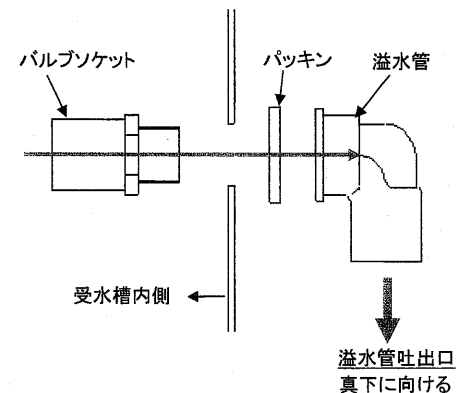 バルブソケット
パッキン
溢水管
受水槽内側
溢水管吐出口
真下に向ける